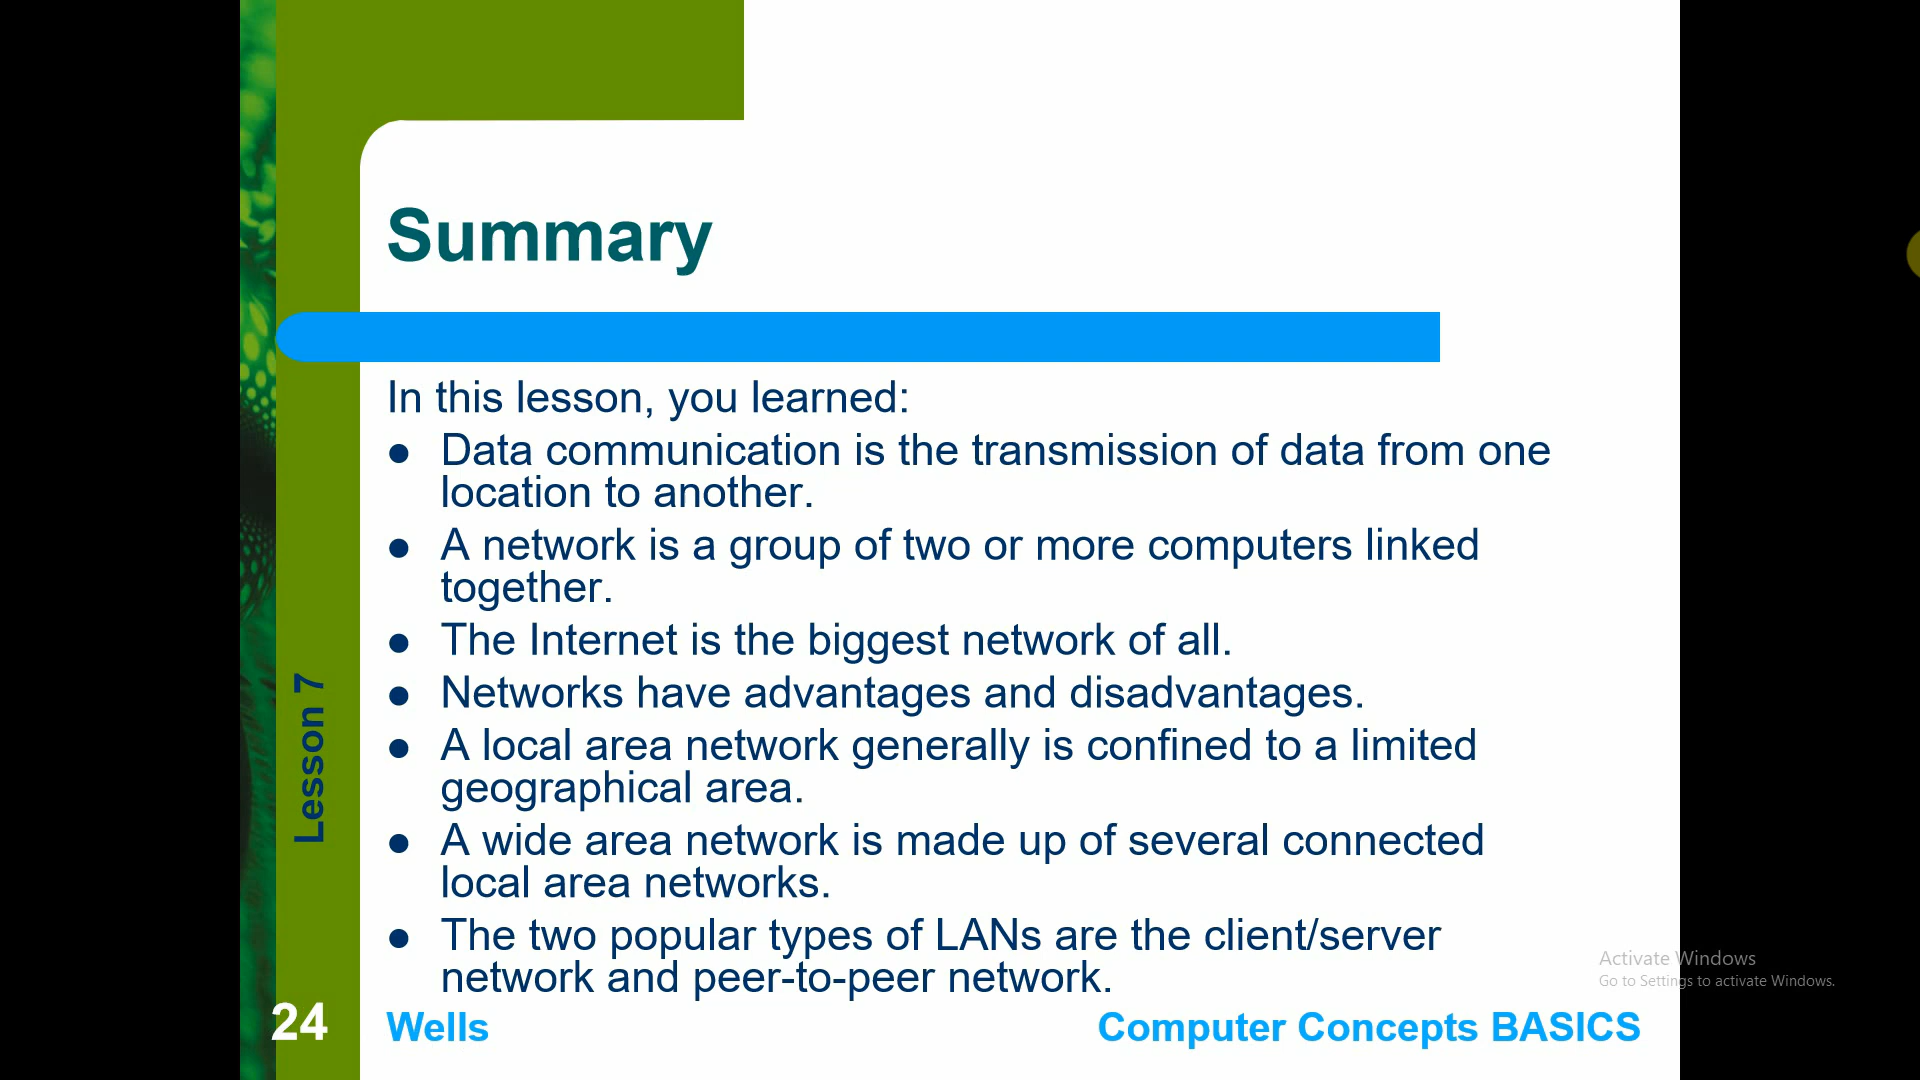 Summary
In this lesson, you learned:
● Data communication is the transmission of data from one
location to another.
● A network is a group of two or more computers linked
together.
● The Internet is the biggest network of all.
● Networks have advantages and disadvantages.
● A local area network generally is confined to a limited
geographical area.
● A wide area network is made up of several connected
local area networks.
● The two popular types of LANs are the client/server
network and peer-to-peer network.
Lesson 7
24
Wells
Computer Concepts BASICS
Activate Windows
Go to Settings to activate Windows.